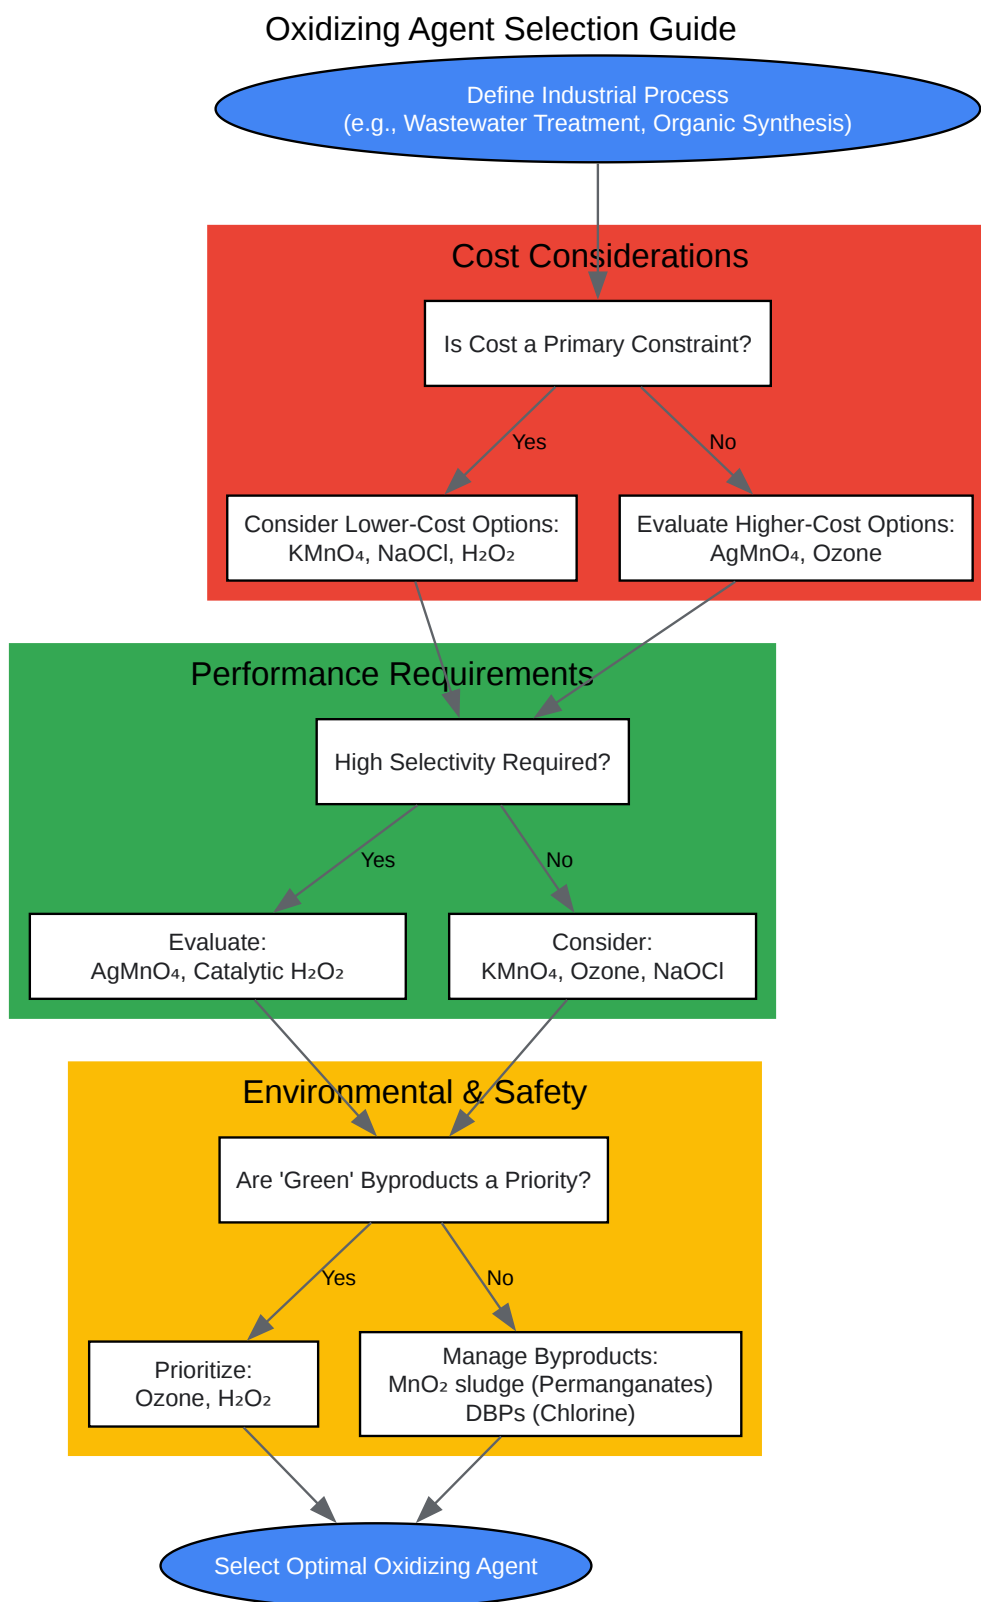 Oxidizing Agent Selection Guide
Define Industrial Process
(e.g., Wastewater Treatment, Organic Synthesis)
Cost Considerations
Is Cost a Primary Constraint?
Yes
No
Consider Lower-Cost Options:
KMnO₄, NaOCl, H₂O₂
Evaluate Higher-Cost Options:
AgMnO₄, Ozone
Performance Requirements
High Selectivity Required?
Yes
No
Evaluate:
AgMnO₄, Catalytic H₂O₂
Consider:
KMnO₄, Ozone, NaOCl
Environmental & Safety
Are 'Green' Byproducts a Priority?
Yes
No
Prioritize:
Ozone, H₂O₂
Manage Byproducts:
MnO₂ sludge (Permanganates)
DBPs (Chlorine)
Select Optimal Oxidizing Agent